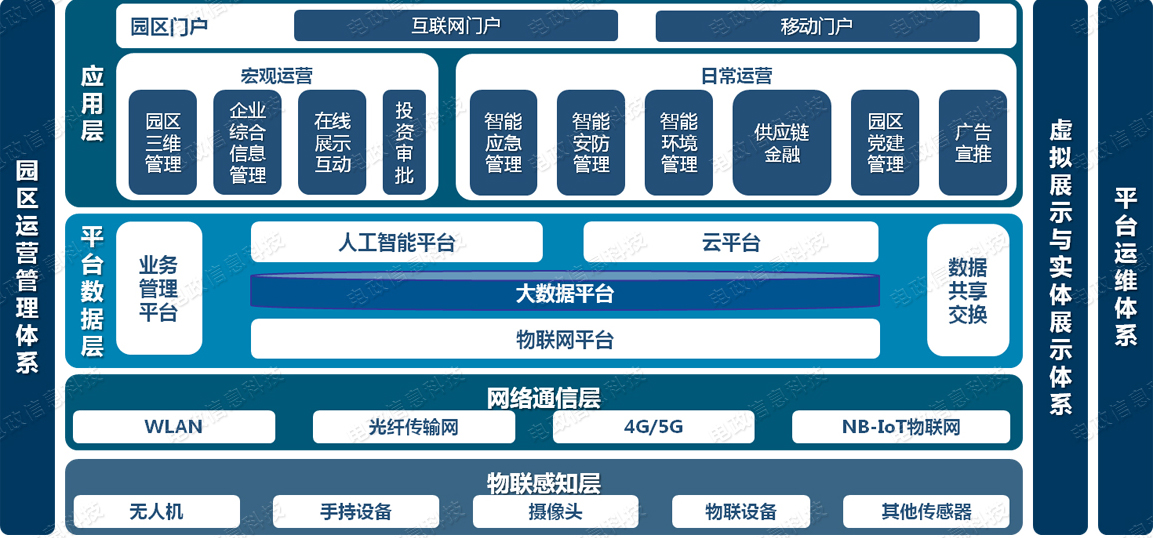 园区运营管理体系
应用层
园区门户
互联网门户
移动门户
宏观运营
园区
三维
管理
企业
综合
信息
管理
在线
展示
互动
投
资
审
批
日常运营
智能
应急
管理
智能
安防
管理
智能
环境
管理
供应链
金融
园区
党建
管理
广告
宣推
平台数据层
业务
管理
平台
人工智能平台
云平台
大数据平台
物联网平台
数据
共享
交换
网络通信层
WLAN
光纤传输网
4G/5G
NB-IoT物联网
物联感知层
无人机
手持设备
摄像头
物联设备
其他传感器
虚拟展示与实体展示体系
平台运维体系
电政信息科技